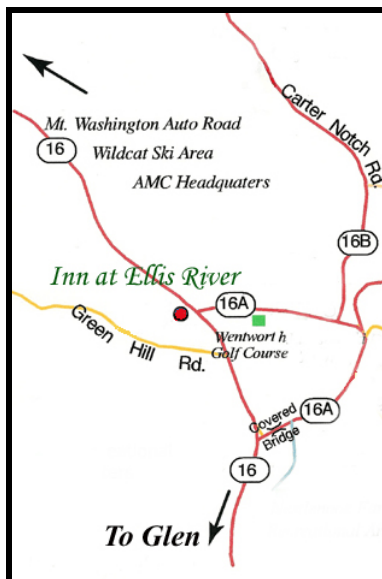 Carter Notch Rd.
Mt. Washington Auto Road
16
Wildcat Ski Area
AMC Headquaters
16B
Inn at Ellis River
16A
Green Hill Rd.
Wentworth
Golf Course
16A
Covered
Bridge
16
To Glen